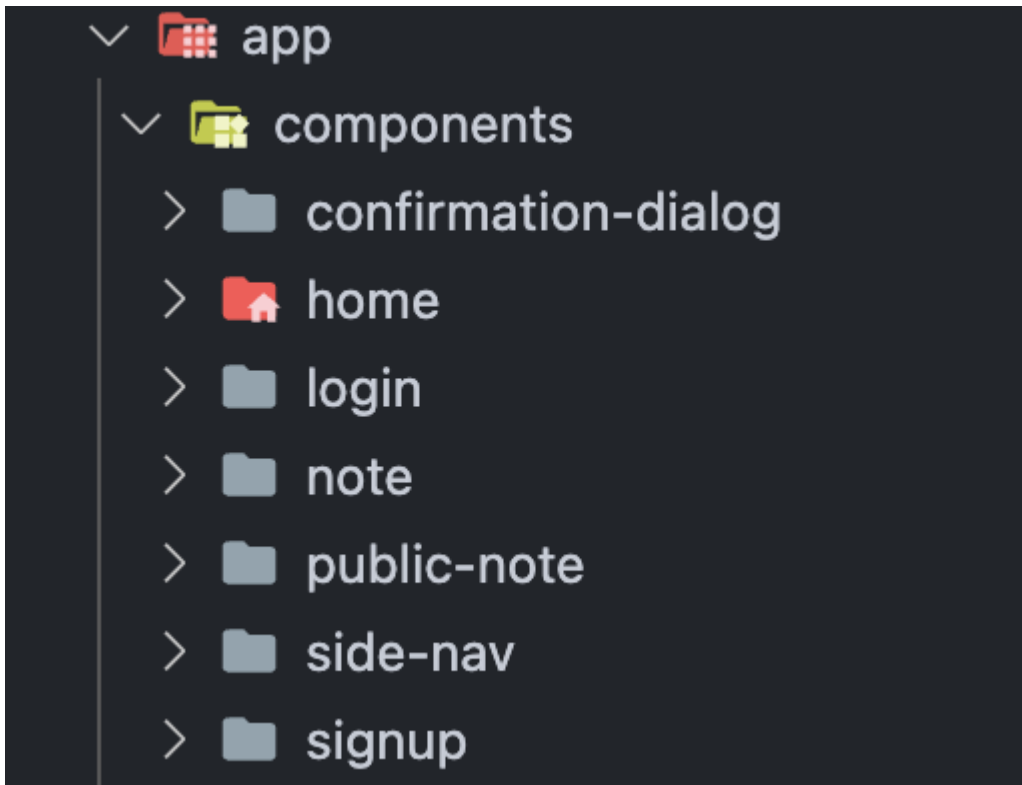 app
components
confirmation-dialog
home
login
note
public-note
side-nav
signup